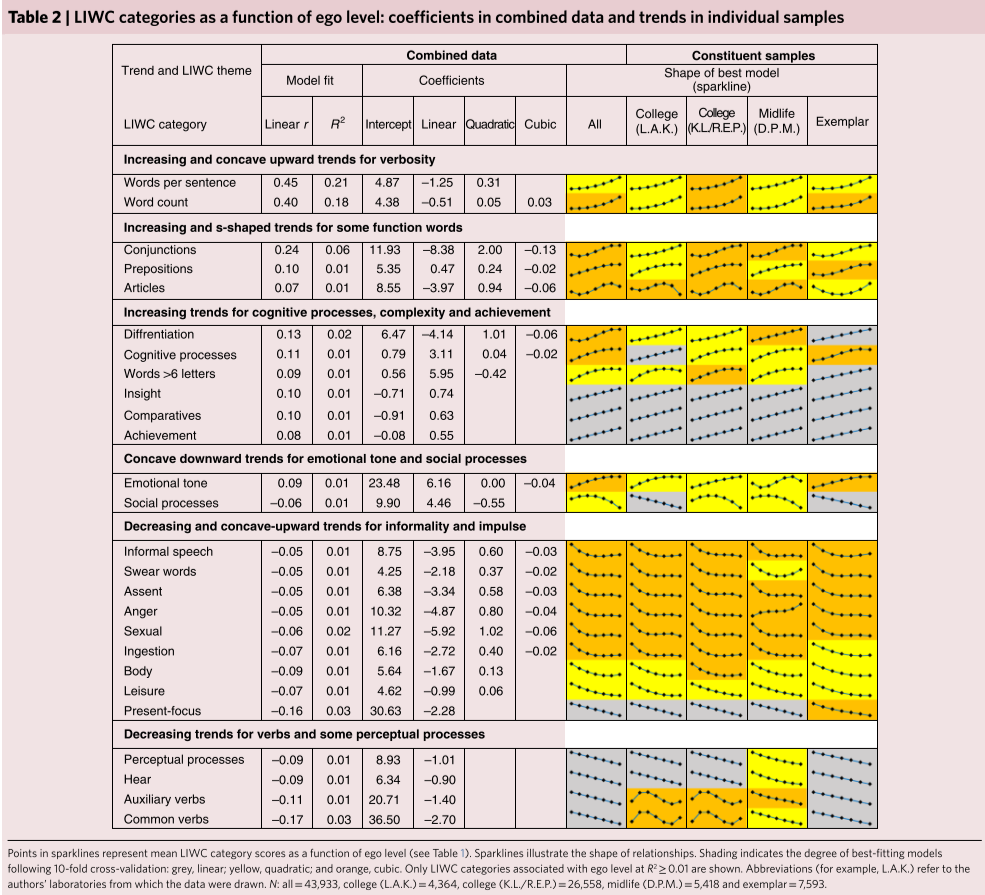 Table 2 | LIWC categories as a function of ego level: coefficients in combined data and trends in individual samples
Trend and LIWC theme
Combined data
Constituent samples
Model fit
Coefficients
Shape of best model
(sparkline)
LIWC category
Linear r
R2
Intercept
Linear
Quadratic
Cubic
All
College
(L.A.K.)
College
(K.L/R.E.P.)
Midlife
(D.P.M.)
Exemplar
Increasing and concave upward trends for verbosity
Words per sentence 0.45 0.21 4.87 –1.25 0.31
Word count 0.40 0.18 4.38 –0.51 0.05 0.03
Increasing and s-shaped trends for some function words
Conjunctions 0.24 0.06 11.93 –8.38 2.00 –0.13
Prepositions 0.10 0.01 5.35 0.47 0.24 –0.02
Articles 0.07 0.01 8.55 –3.97 0.94 –0.06
Increasing trends for cognitive processes, complexity and achievement
Diffrentiation 0.13 0.02 6.47 –4.14 1.01 –0.06
Cognitive processes 0.11 0.01 0.79 3.11 0.04 –0.02
Words >6 letters 0.09 0.01 0.56 5.95 –0.42
Insight 0.10 0.01 –0.71 0.74
Comparatives 0.10 0.01 –0.91 0.63
Achievement 0.08 0.01 –0.08 0.55
Concave downward trends for emotional tone and social processes
Emotional tone 0.09 0.01 23.48 6.16 0.00 –0.04
Social processes –0.06 0.01 9.90 4.46 –0.55
Decreasing and concave-upward trends for informality and impulse
Informal speech –0.05 0.01 8.75 –3.95 0.60 –0.03
Swear words –0.05 0.01 4.25 –2.18 0.37 –0.02
Assent –0.05 0.01 6.38 –3.34 0.58 –0.03
Anger –0.05 0.01 10.32 –4.87 0.80 –0.04
Sexual –0.06 0.02 11.27 –5.92 1.02 –0.06
Ingestion –0.07 0.01 6.16 –2.72 0.40 –0.02
Body –0.09 0.01 5.64 –1.67 0.13
Leisure –0.07 0.01 4.62 –0.99 0.06
Present-focus –0.16 0.03 30.63 –2.28
Decreasing trends for verbs and some perceptual processes
Perceptual processes –0.09 0.01 8.93 –1.01
Hear –0.09 0.01 6.34 –0.90
Auxiliary verbs –0.11 0.01 20.71 –1.40
Common verbs –0.17 0.03 36.50 –2.70
Points in sparklines represent mean LIWC category scores as a function of ego level (see Table 1). Sparklines illustrate the shape of relationships. Shading indicates the degree of best-fitting models
following 10-fold cross-validation: grey, linear; yellow, quadratic; and orange, cubic. Only LIWC categories associated with ego level at R2 ≥ 0.01 are shown. Abbreviations (for example, L.A.K.) refer to the
authors' laboratories from which the data were drawn. N: all = 43,933, college (L.A.K.) = 4,364, college (K.L./R.E.P.) = 26,558, midlife (D.P.M.) = 5,418 and exemplar = 7,593.